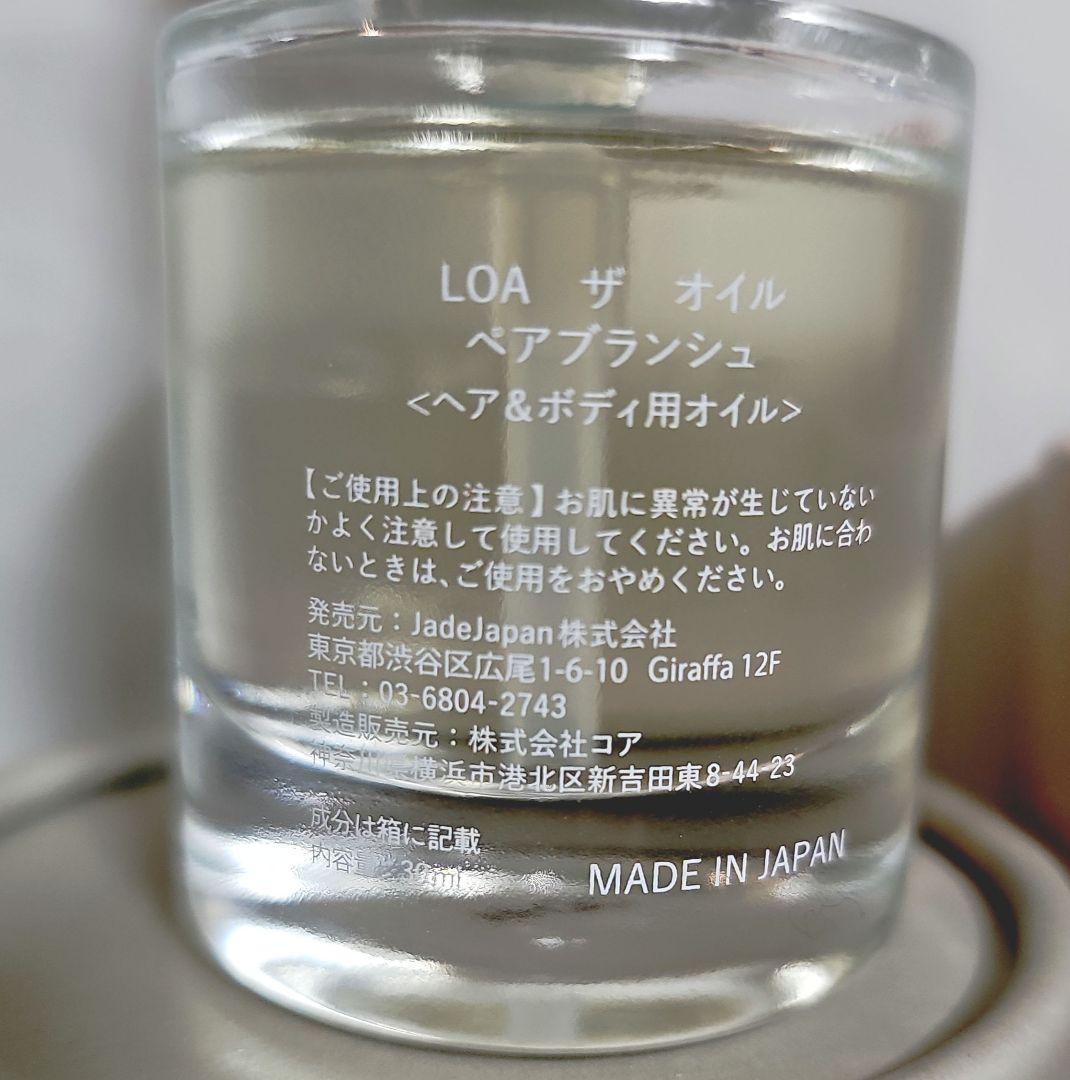 LOA ザ オイル
ペアブランシュ
<ヘア&ボディ用オイル>
【ご使用上の注意】お肌に異常が生じていない
かよく注意して使用してください。お肌に合わ
ないときは、ご使用をおやめください。
発売元：JadeJapan株式会社
東京都渋谷区広尾1-6-10 Giraffa 12F
TEL：03-6804-2743
製造販売元：株式会社コア
神奈川県横浜市港北区新吉田東8-44-23
成分は箱に記載
内容量：30ml
MADE IN JAPAN